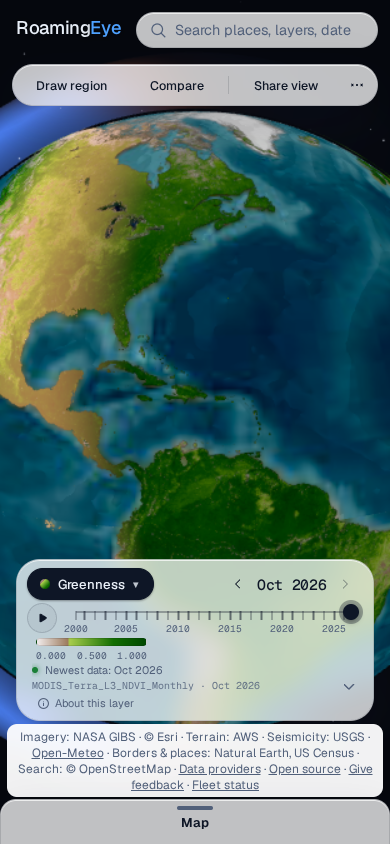 RoamingEye
Search places, layers, dates
Draw region Compare Share view ···
Greenness ▾
Oct 2026
2000 2005 2010 2015 2020 2025
0.000 0.500 1.000
Newest data: Oct 2026
MODIS_Terra_L3_NDVI_Monthly · Oct 2026
About this layer
Imagery: NASA GIBS · © Esri · Terrain: AWS · Seismicity: USGS ·
Open-Meteo · Borders & places: Natural Earth, US Census ·
Search: © OpenStreetMap · Data providers · Open source · Give
feedback · Fleet status
Map